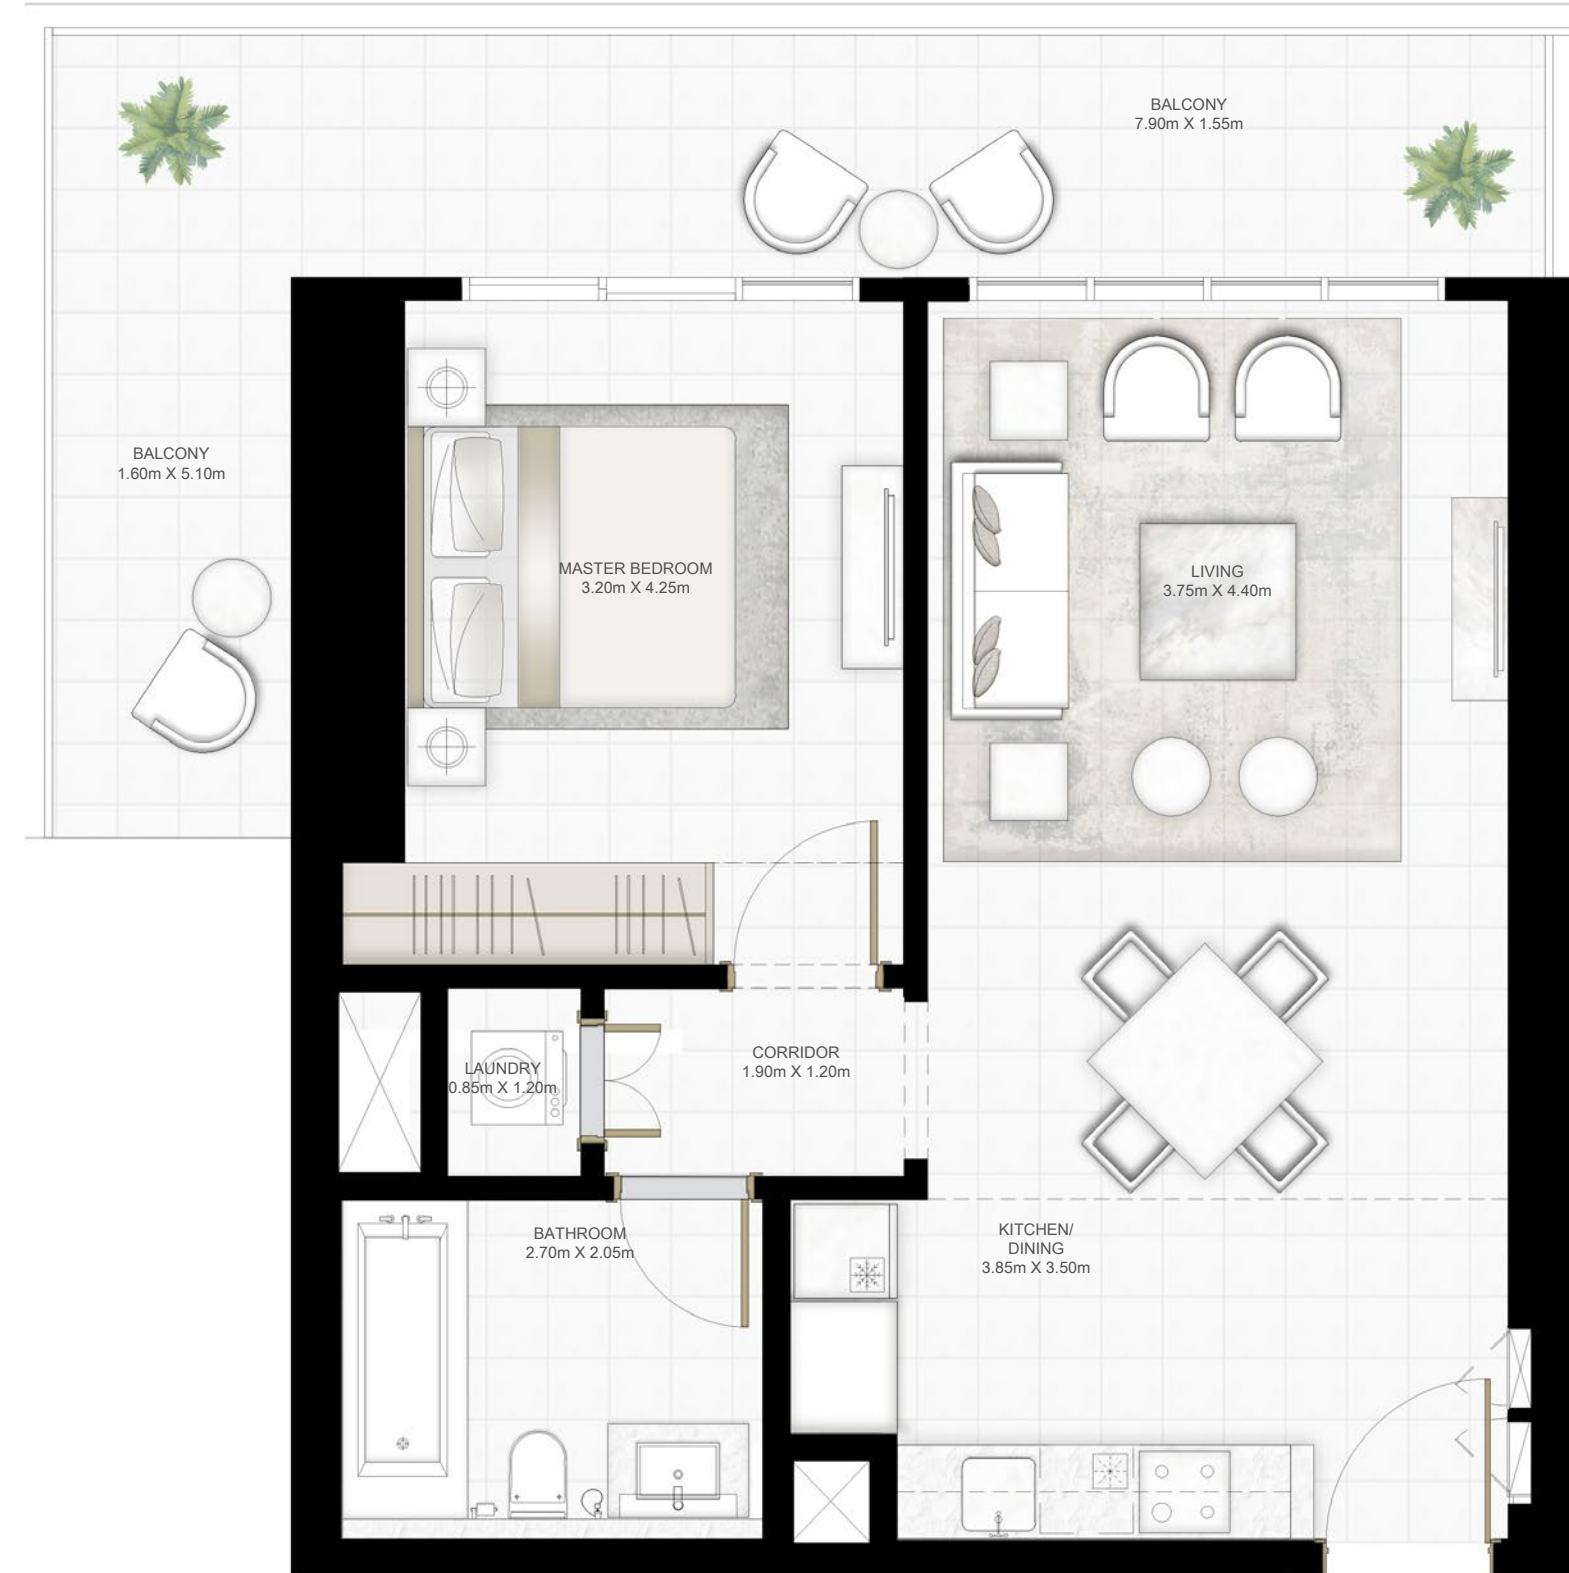 BALCONY
7.90m X 1.55m
BALCONY
1.60m X 5.10m
MASTER BEDROOM
3.20m X 4.25m
LIVING
3.75m X 4.40m
CORRIDOR
1.90m X 1.20m
LAUNDRY
0.85m X 1.20m
BATHROOM
2.70m X 2.05m
KITCHEN/
DINING
3.85m X 3.50m